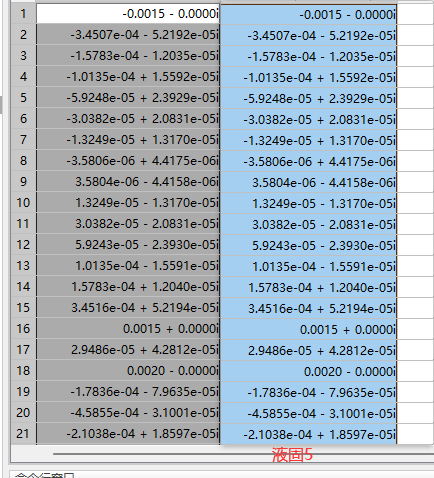 1 -0.0015 - 0.0000i -0.0015 - 0.0000i
2 -3.4507e-04 - 5.2192e-05i -3.4507e-04 - 5.2192e-05i
3 -1.5783e-04 - 1.2035e-05i -1.5783e-04 - 1.2035e-05i
4 -1.0135e-04 + 1.5592e-05i -1.0135e-04 + 1.5592e-05i
5 -5.9248e-05 + 2.3929e-05i -5.9248e-05 + 2.3929e-05i
6 -3.0382e-05 + 2.0831e-05i -3.0382e-05 + 2.0831e-05i
7 -1.3249e-05 + 1.3170e-05i -1.3249e-05 + 1.3170e-05i
8 -3.5806e-06 + 4.4175e-06i -3.5806e-06 + 4.4175e-06i
9 3.5804e-06 - 4.4158e-06i 3.5804e-06 - 4.4158e-06i
10 1.3249e-05 - 1.3170e-05i 1.3249e-05 - 1.3170e-05i
11 3.0382e-05 - 2.0831e-05i 3.0382e-05 - 2.0831e-05i
12 5.9243e-05 - 2.3930e-05i 5.9243e-05 - 2.3930e-05i
13 1.0135e-04 - 1.5591e-05i 1.0135e-04 - 1.5591e-05i
14 1.5783e-04 + 1.2040e-05i 1.5783e-04 + 1.2040e-05i
15 3.4516e-04 + 5.2194e-05i 3.4516e-04 + 5.2194e-05i
16 0.0015 + 0.0000i 0.0015 + 0.0000i
17 2.9486e-05 + 4.2812e-05i 2.9486e-05 + 4.2812e-05i
18 0.0020 - 0.0000i 0.0020 - 0.0000i
19 -1.7836e-04 - 7.9635e-05i -1.7836e-04 - 7.9635e-05i
20 -4.5855e-04 - 3.1001e-05i -4.5855e-04 - 3.1001e-05i
21 -2.1038e-04 + 1.8597e-05i -2.1038e-04 + 1.8597e-05i
液固5